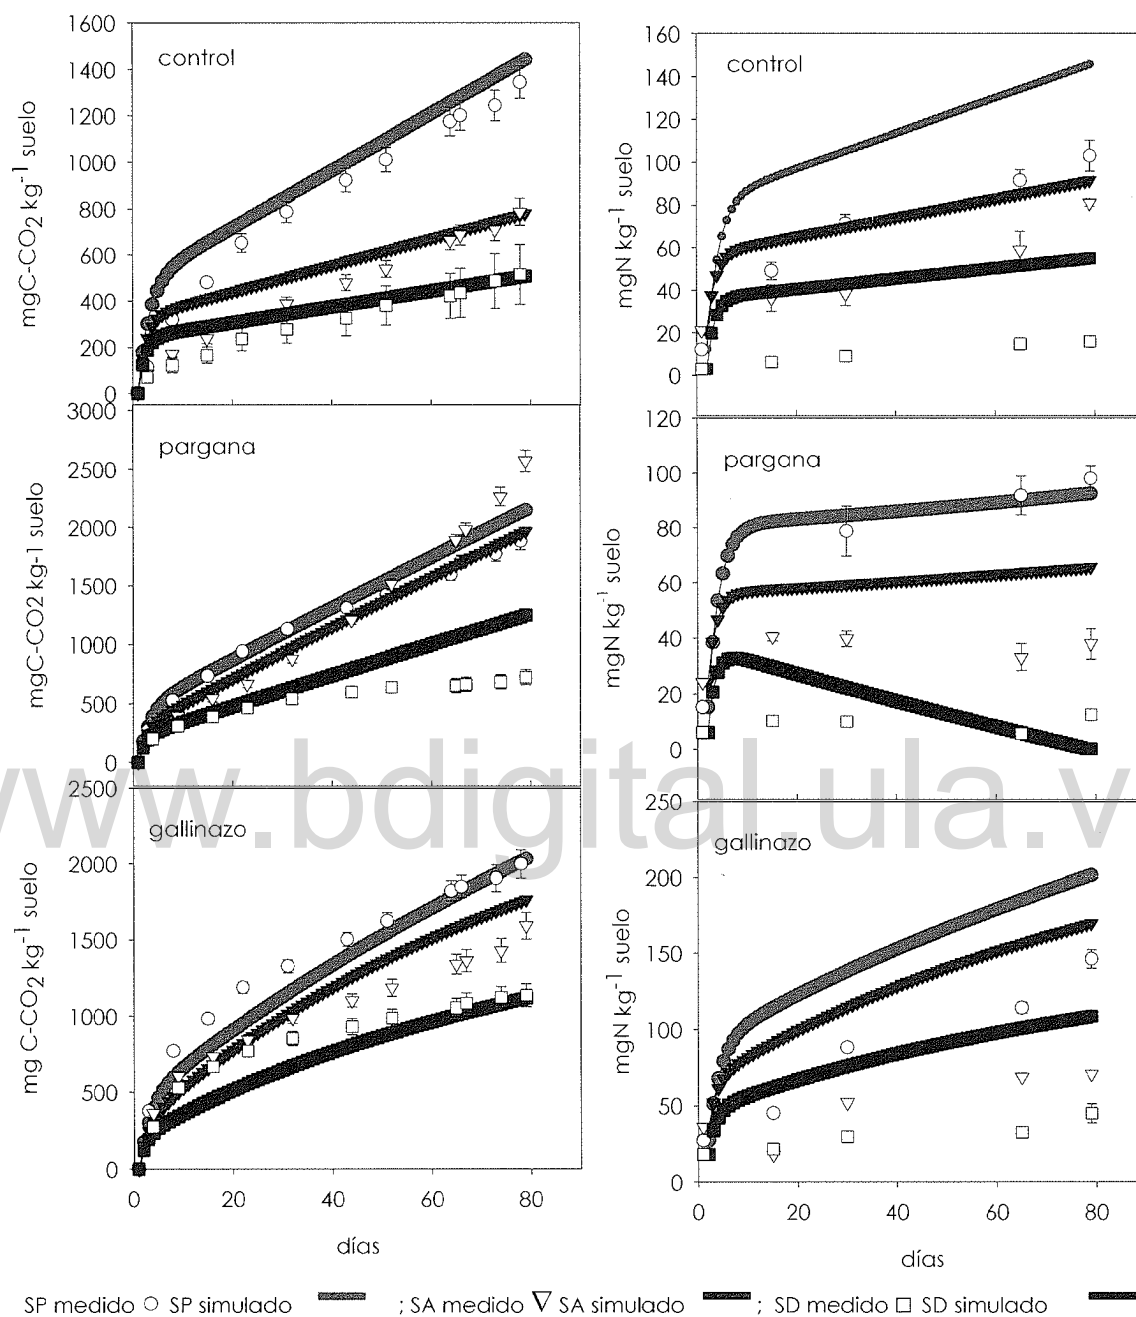 1600
1400
1200
1000
800
600
400
200
0
mgC-CO2 kg-1 suelo
control
160
140
120
100
80
60
40
20
0
mgN kg-1 suelo
control
3000
2500
2000
1500
1000
500
0
mgC-CO2 kg-1 suelo
pargana
120
100
80
60
40
20
0
mgN kg-1 suelo
pargana
www.bdigital.ula.v
2500
2000
1500
1000
500
0
mg C-CO2 kg-1 suelo
gallinazo
0 20 40 60 80
días
250
200
150
100
50
0
mgN kg-1 suelo
gallinazo
0 20 40 60 80
días
SP medido SP simulado ; SA medido SA simulado ; SD medido SD simulado